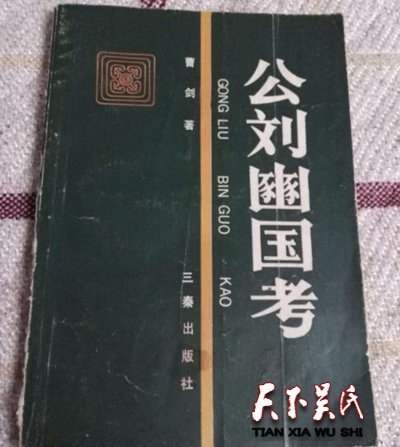 公刘豳国考
GONG LIU BIN GUO KAO
曹剑著
三秦出版社
天下吴氏
TIAN XIA WU SHI